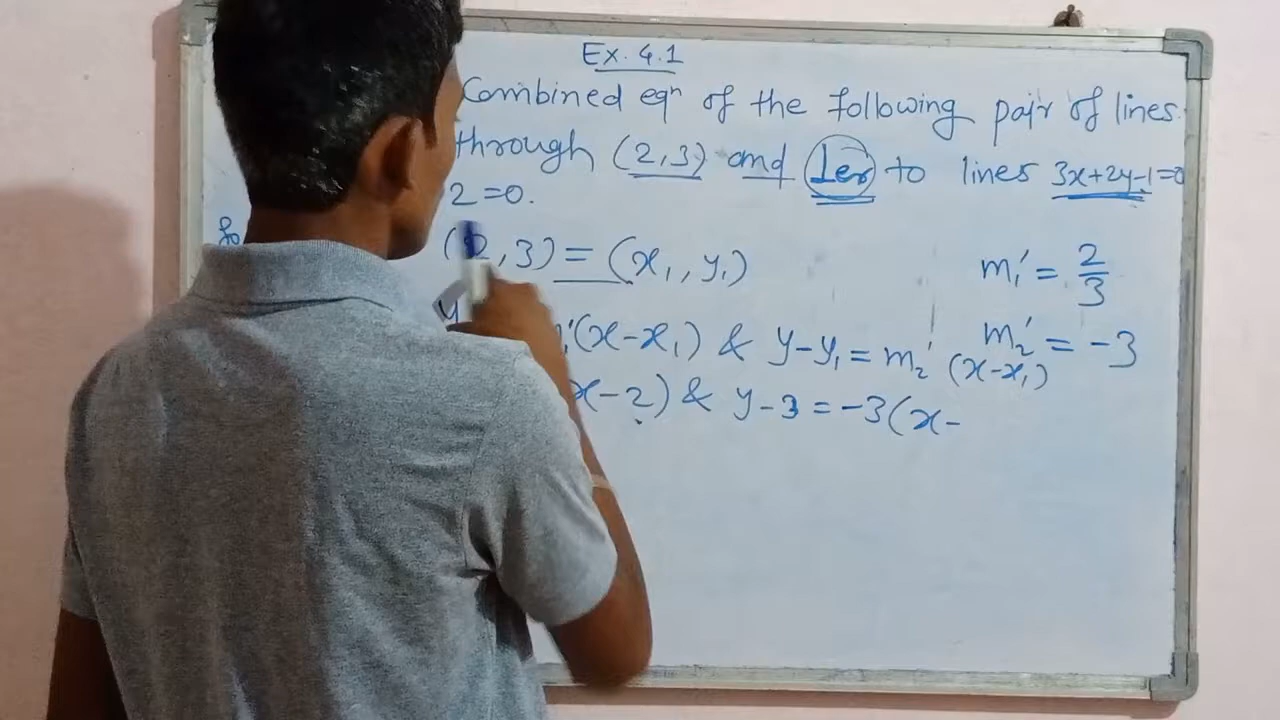 Ex. 4.1
Combined eqⁿ of the following pair of lines
through (2,3) and ⊥er to lines 3x+2y-1=0
2=0.
(2,3) = (x₁, y₁)
m₁' = 2/3
(x-x₁) & y-y₁ = m₂' (x-x₁)
m₂' = -3
x-2) & y-3 = -3(x-